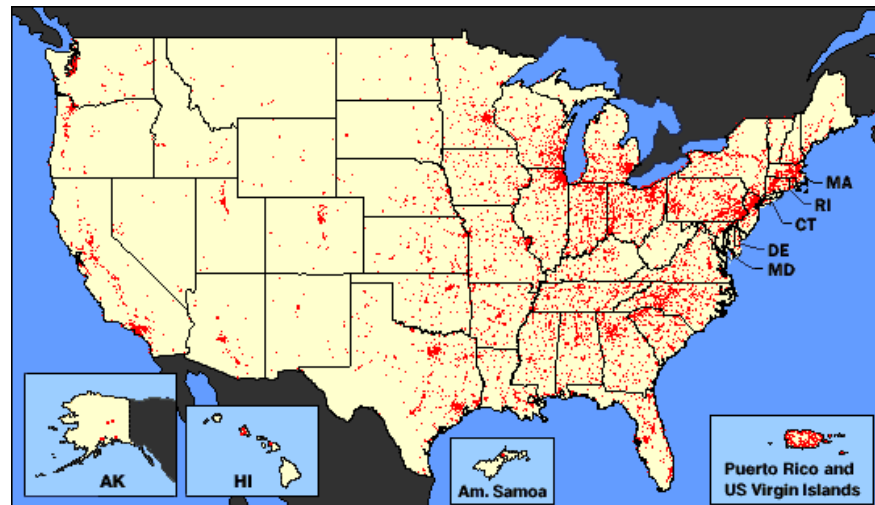 MA
RI
CT
DE
MD
AK
HI
Am. Samoa
Puerto Rico and
US Virgin Islands